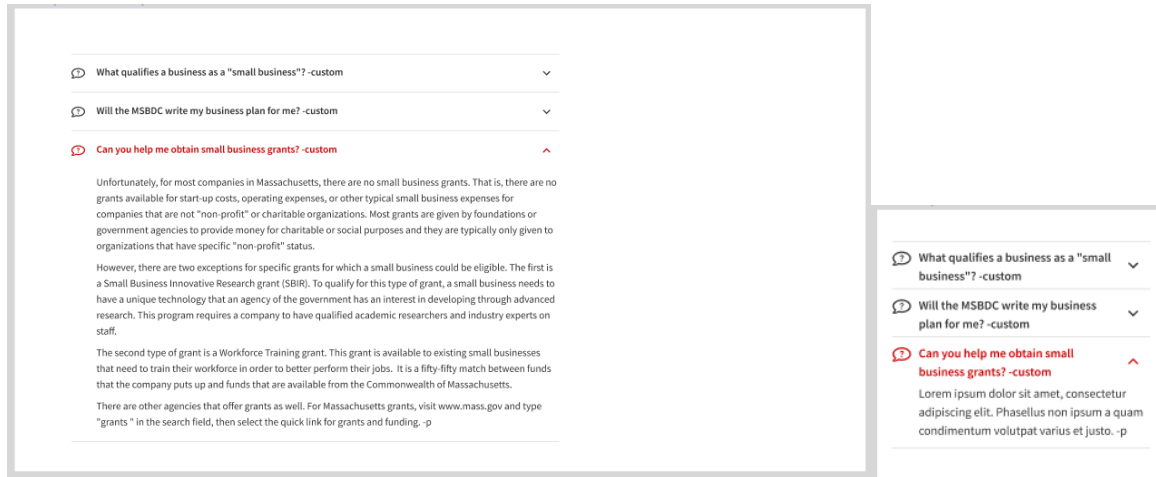 What qualifies a business as a "small business"? -custom
Will the MSBDC write my business plan for me? -custom
Can you help me obtain small business grants? -custom
Unfortunately, for most companies in Massachusetts, there are no small business grants. That is, there are no
grants available for start-up costs, operating expenses, or other typical small business expenses for
companies that are not "non-profit" or charitable organizations. Most grants are given by foundations or
government agencies to provide money for charitable or social purposes and they are typically only given to
organizations that have specific "non-profit" status.
However, there are two exceptions for specific grants for which a small business could be eligible. The first is
a Small Business Innovative Research grant (SBIR). To qualify for this type of grant, a small business needs to
have a unique technology that an agency of the government has an interest in developing through advanced
research. This program requires a company to have qualified academic researchers and industry experts on
staff.
The second type of grant is a Workforce Training grant. This grant is available to existing small businesses
that need to train their workforce in order to better perform their jobs. It is a fifty-fifty match between funds
that the company puts up and funds that are available from the Commonwealth of Massachusetts.
There are other agencies that offer grants as well. For Massachusetts grants, visit www.mass.gov and type
"grants " in the search field, then select the quick link for grants and funding. -p
What qualifies a business as a "small
business"? -custom
Will the MSBDC write my business
plan for me? -custom
Can you help me obtain small
business grants? -custom
Lorem ipsum dolor sit amet, consectetur
adipiscing elit. Phasellus non ipsum a quam
condimentum volutpat varius et justo. -p